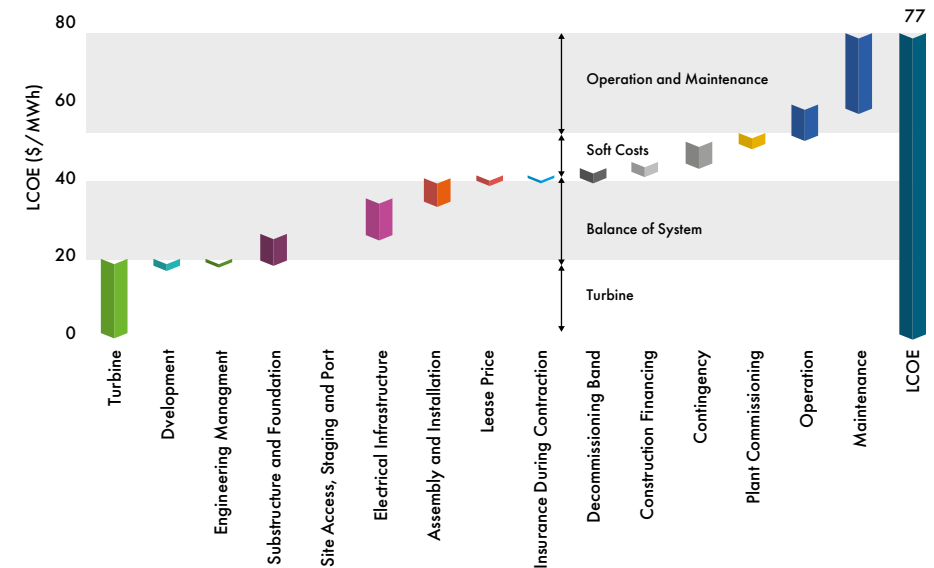 77
80
60
40
20
0
LCOE ($/MWh)
Operation and Maintenance
Soft Costs
Balance of System
Turbine
Turbine
Dvelopment
Engineering Managment
Substructure and Foundation
Site Access, Staging and Port
Electrical Infrastructure
Assembly and Installation
Lease Price
Insurance During Contraction
Decommissioning Band
Construction Financing
Contingency
Plant Commissioning
Operation
Maintenance
LCOE